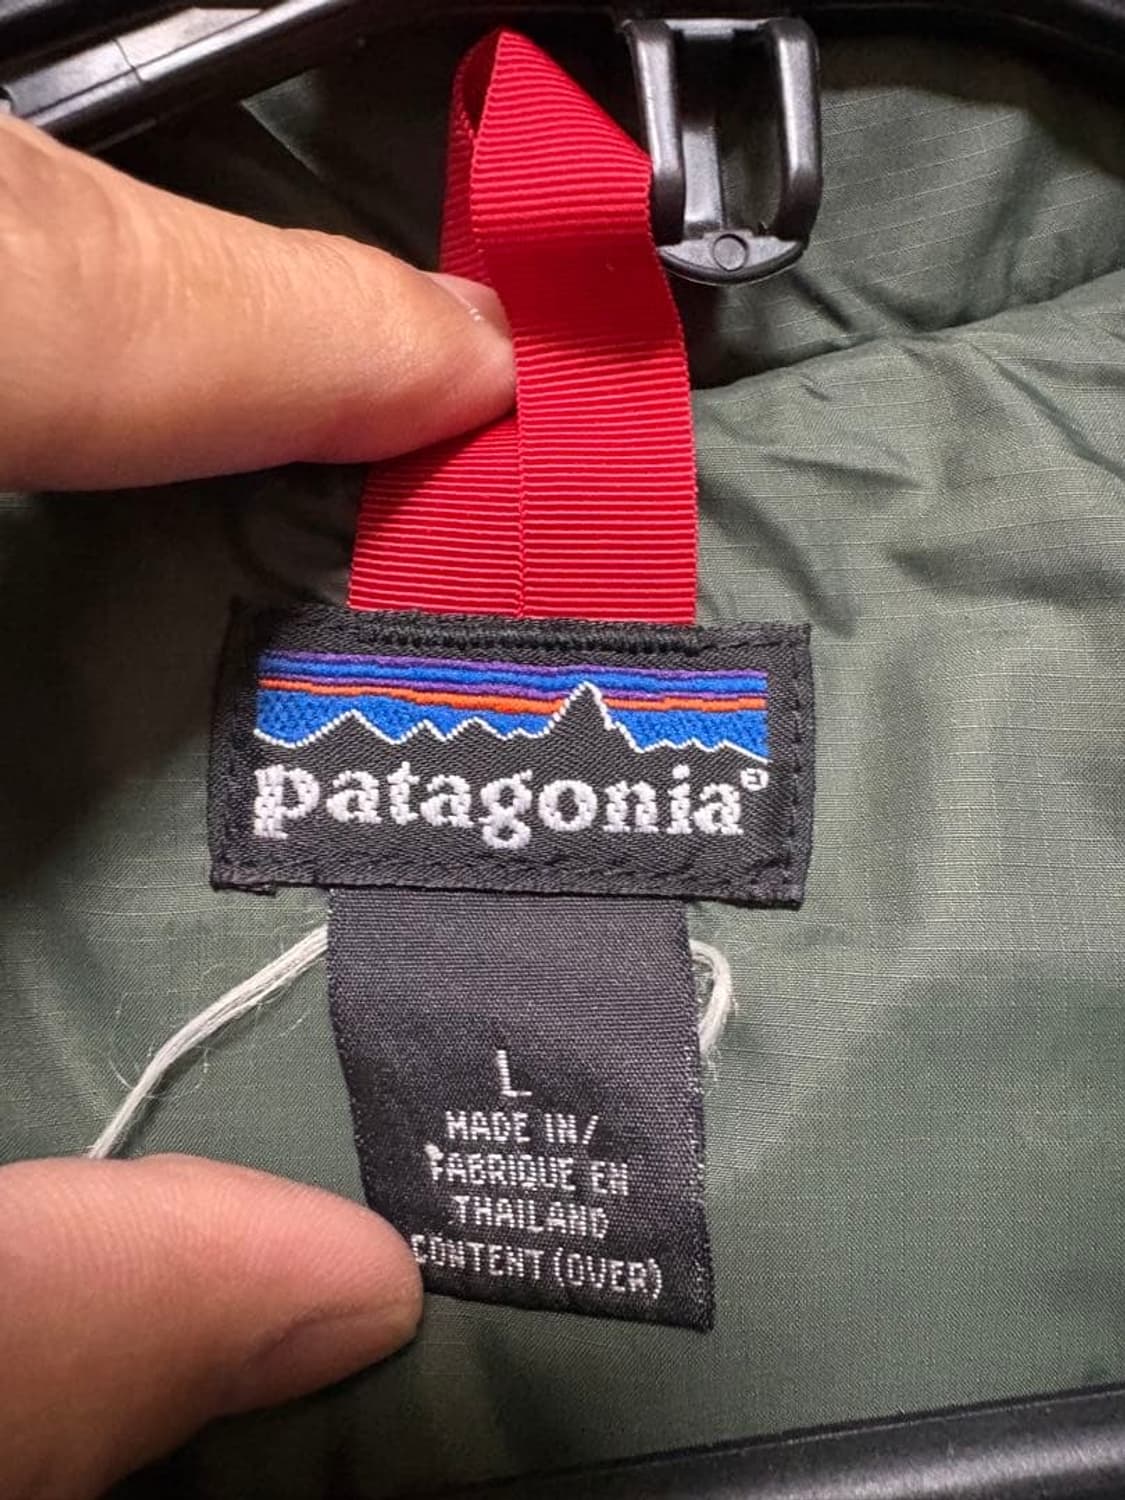 patagonia®
L
MADE IN/
FABRIQUE EN
THAILAND
CONTENT (OVER)